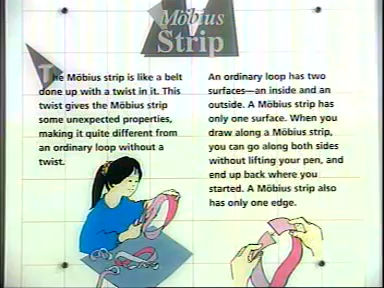 Möbius
Strip
The Möbius strip is like a belt
done up with a twist in it. This
twist gives the Möbius strip
some unexpected properties,
making it quite different from
an ordinary loop without a
twist.
An ordinary loop has two
surfaces—an inside and an
outside. A Möbius strip has
only one surface. When you
draw along a Möbius strip,
you can go along both sides
without lifting your pen, and
end up back where you
started. A Möbius strip also
has only one edge.